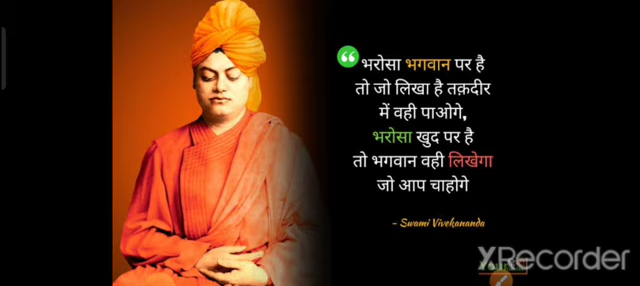 भरोसा भगवान पर है
तो जो लिखा है तक़दीर
में वही पाओगे,
भरोसा खुद पर है
तो भगवान वही लिखेगा
जो आप चाहोगे
- Swami Vivekananda
XRecorder